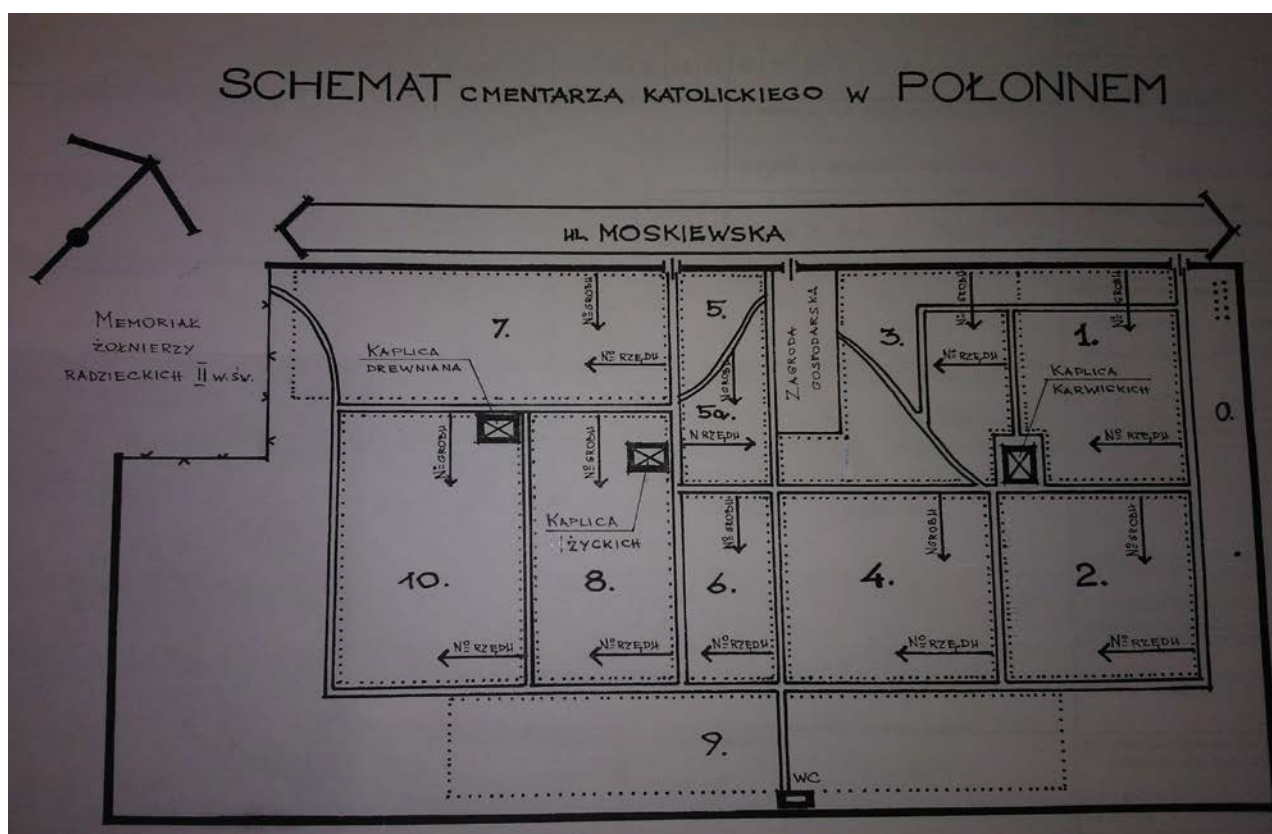 SCHEMAT CMENTARZA KATOLICKIEGO W POŁONNEM
UL. MOSKIEWSKA
MEMORIAŁ
ŻOŁNIERZY
RADZIECKICH II W. ŚW.
7.
Nº GROBU
Nº RZĘDU
KAPLICA
DREWNIANA
5.
5a.
N GROBU
N RZĘDU
ZAGRODA
GOSPODARSKA
3.
Nº GROBU
Nº RZĘDU
1.
Nº GROBU
KAPLICA
KARWICKICH
Nº RZĘDU
0.
10.
Nº GROBU
Nº RZĘDU
8.
Nº GROBU
KAPLICA
ŻYCKICH
Nº RZĘDU
6.
Nº GROBU
Nº RZĘDU
4.
N GROBU
Nº RZĘDU
2.
Nº GROBU
Nº RZĘDU
9.
WC